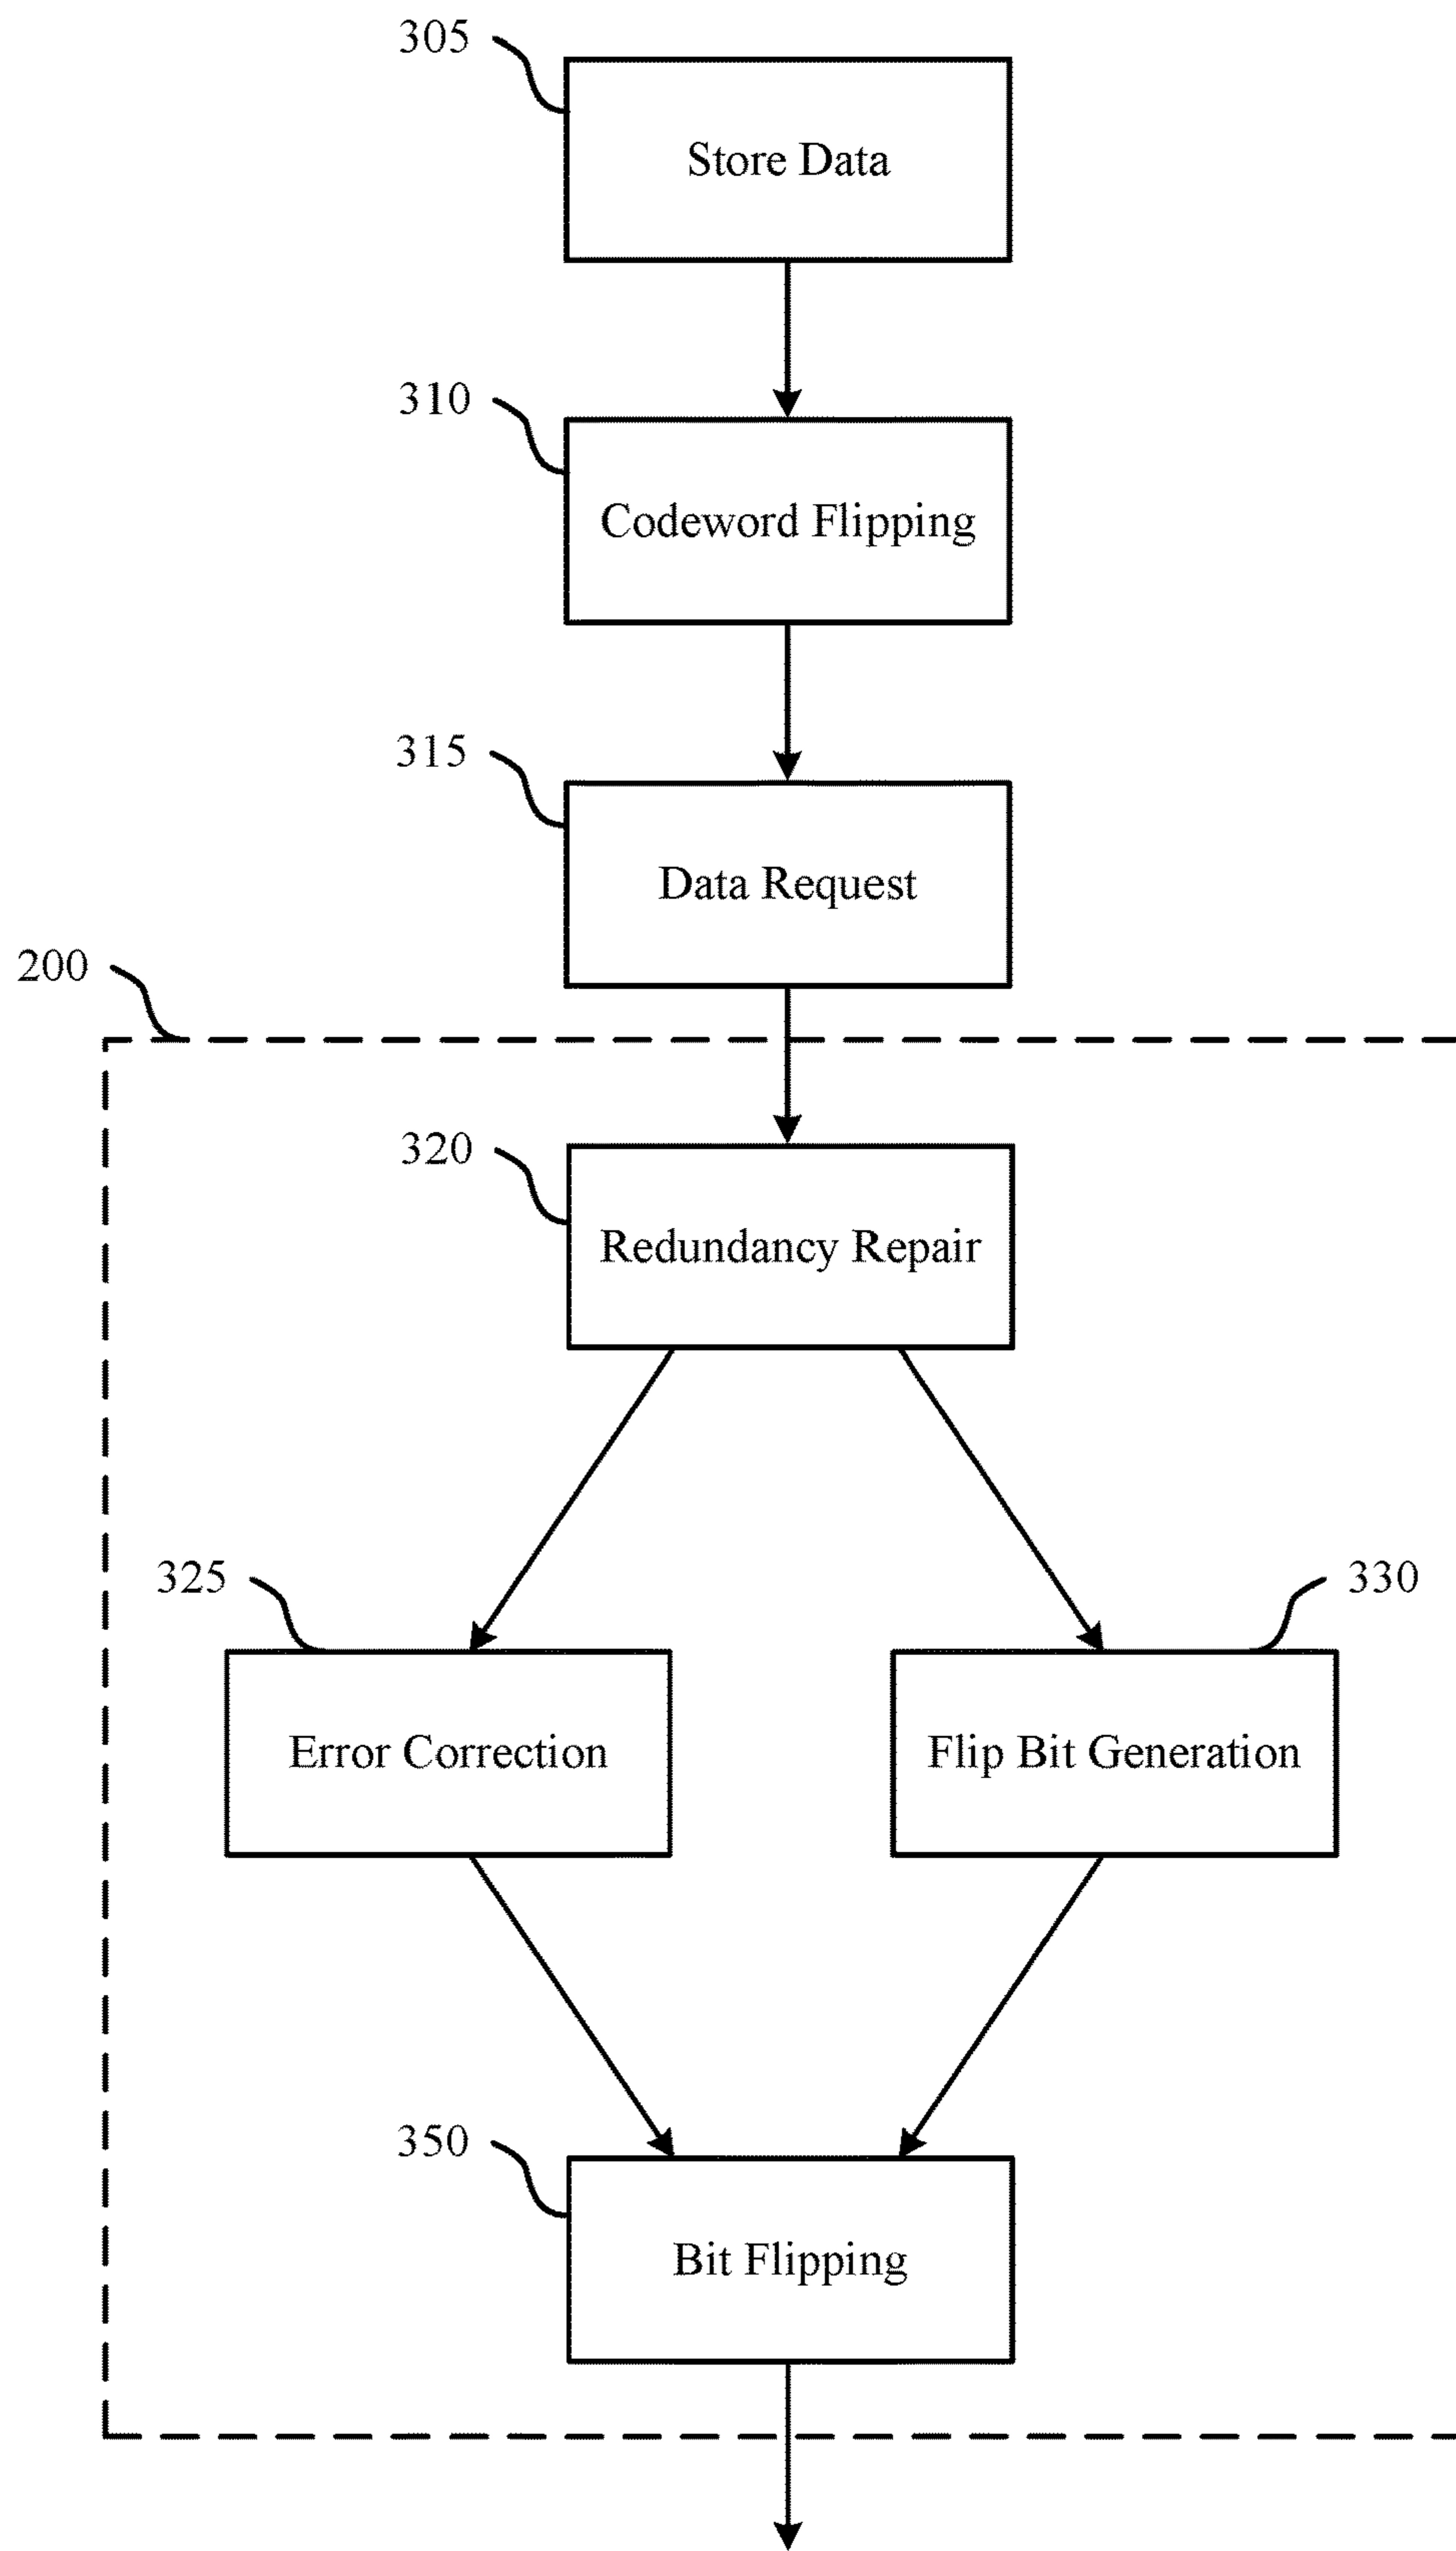 305
Store Data
310
Codeword Flipping
315
Data Request
200
320
Redundancy Repair
325
330
Error Correction
Flip Bit Generation
350
Bit Flipping